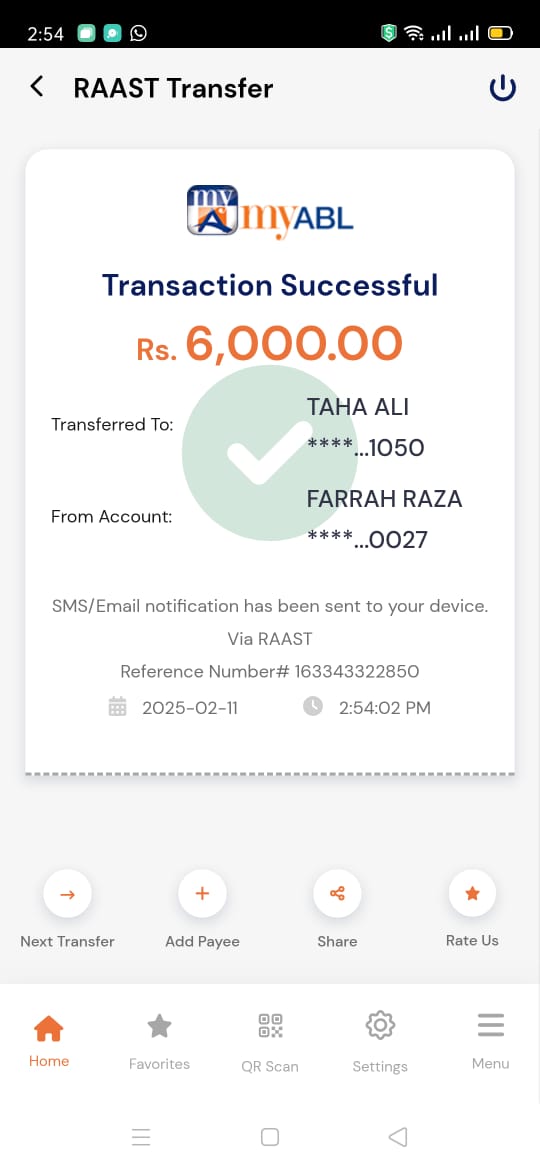 2:54
RAAST Transfer
my myABL
Transaction Successful
Rs. 6,000.00
Transferred To:
TAHA ALI
****...1050
From Account:
FARRAH RAZA
****...0027
SMS/Email notification has been sent to your device.
Via RAAST
Reference Number# 163343322850
2025-02-11 2:54:02 PM
Next Transfer Add Payee Share Rate Us
Home Favorites QR Scan Settings Menu